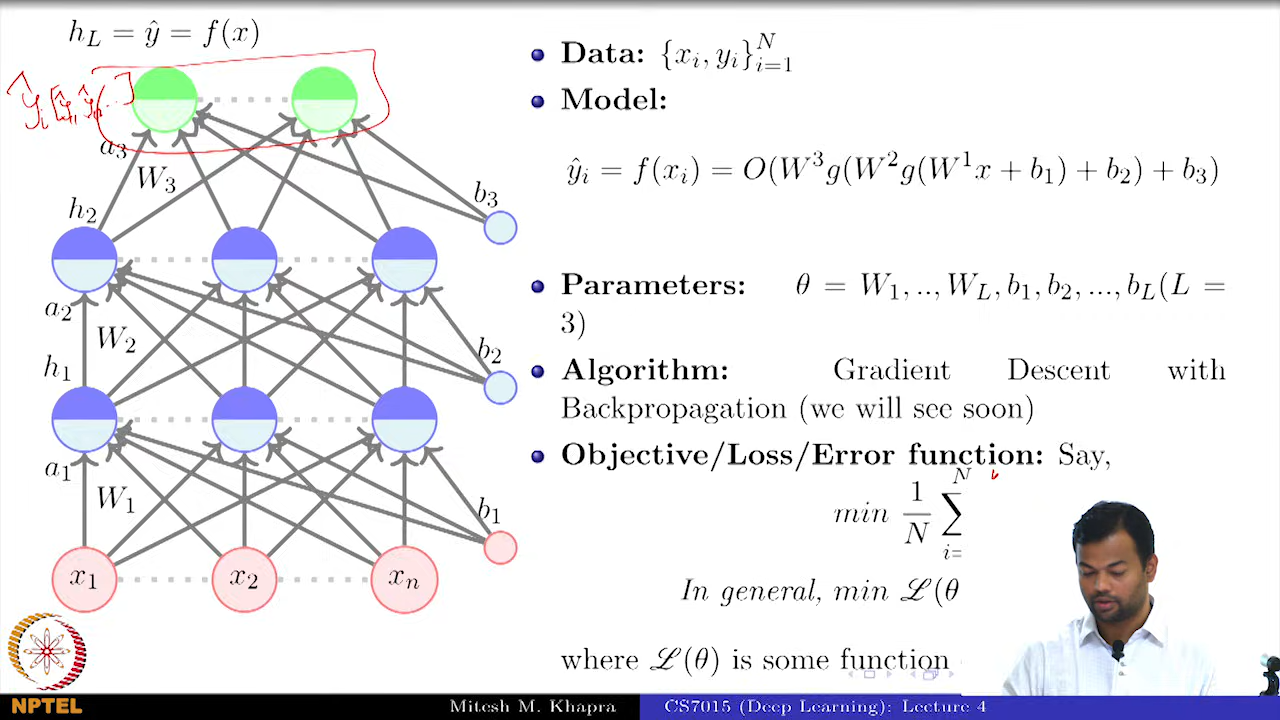 h_L = ŷ = f(x)
ŷ_i [ŷ_1, ŷ_2, ...]
a_3
W_3
h_2
b_3
a_2
W_2
h_1
b_2
a_1
W_1
b_1
x_1 x_2 x_n
• Data: {x_i, y_i}_{i=1}^N
• Model:
ŷ_i = f(x_i) = O(W^3 g(W^2 g(W^1 x + b_1) + b_2) + b_3)
• Parameters: θ = W_1, .., W_L, b_1, b_2, ..., b_L(L =
3)
• Algorithm: Gradient Descent with
Backpropagation (we will see soon)
• Objective/Loss/Error function: Say,
min 1/N ∑_{i=}^N
In general, min ℒ(θ
where ℒ(θ) is some function
NPTEL
Mitesh M. Khapra CS7015 (Deep Learning): Lecture 4